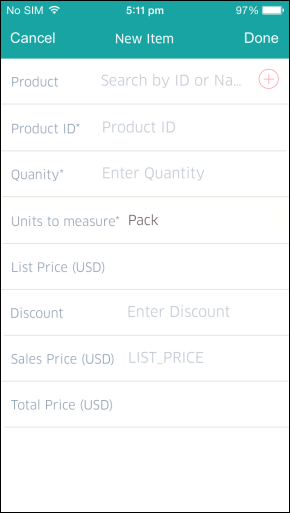 No SIM 5:11 pm 97%
Cancel New Item Done
Product Search by ID or Na...
Product ID* Product ID
Quanity* Enter Quantity
Units to measure* Pack
List Price (USD)
Discount Enter Discount
Sales Price (USD) LIST_PRICE
Total Price (USD)